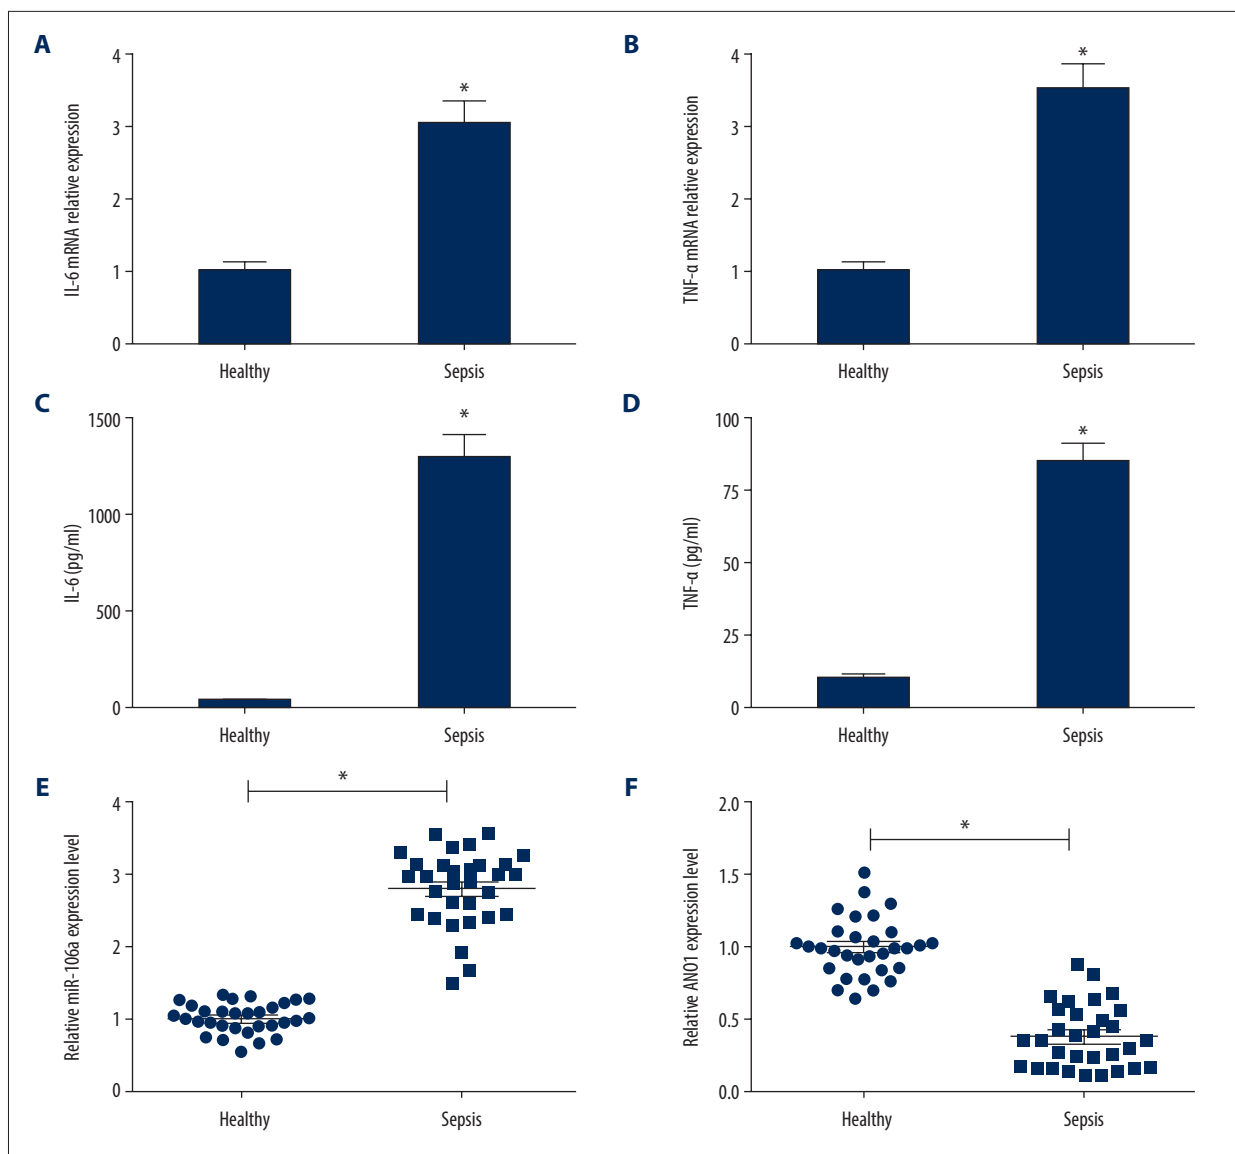 A
IL-6 mRNA relative expression
4
3
2
1
0
*
Healthy
Sepsis
B
TNF-α mRNA relative expression
4
3
2
1
0
*
Healthy
Sepsis
C
IL-6 (pg/ml)
1500
1000
500
0
*
Healthy
Sepsis
D
TNF-α (pg/ml)
100
75
50
25
0
*
Healthy
Sepsis
E
Relative miR-106a expression level
4
3
2
1
0
*
Healthy
Sepsis
F
Relative ANO1 expression level
2.0
1.5
1.0
0.5
0.0
*
Healthy
Sepsis